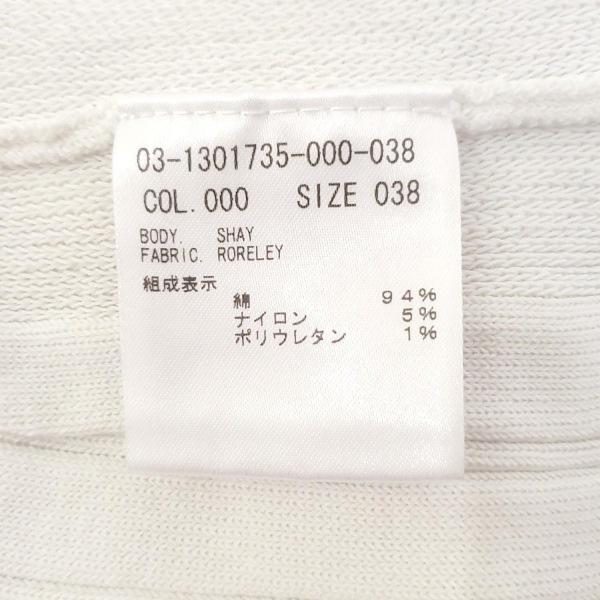 03-1301735-000-038
COL.000 SIZE 038
BODY. SHAY
FABRIC. RORELEY
組成表示
綿 94%
ナイロン 5%
ポリウレタン 1%